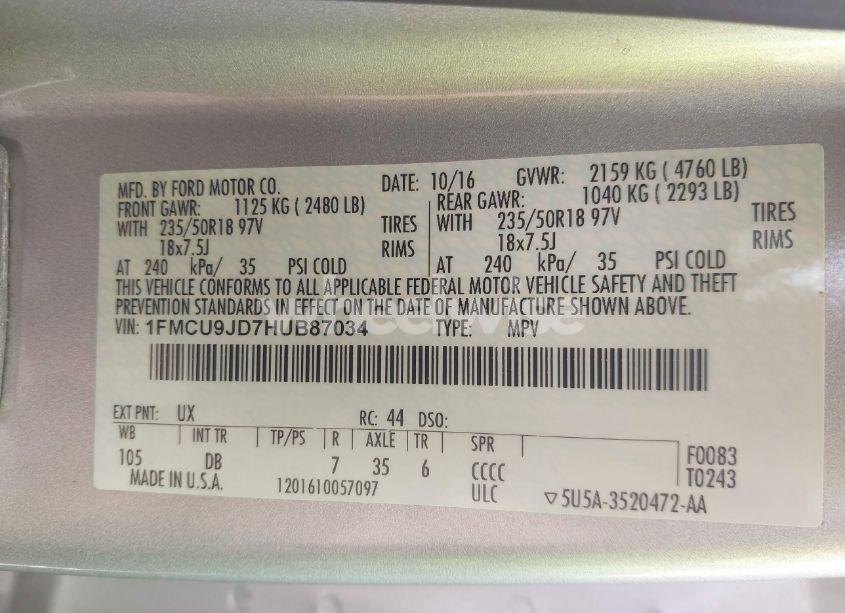 MFD. BY FORD MOTOR CO. DATE: 10/16 GVWR: 2159 KG ( 4760 LB)
FRONT GAWR: 1125 KG ( 2480 LB) REAR GAWR: 1040 KG ( 2293 LB)
WITH 235/50R18 97V TIRES WITH 235/50R18 97V TIRES
18x7.5J RIMS 18x7.5J RIMS
AT 240 kPa/ 35 PSI COLD AT 240 kPa/ 35 PSI COLD
THIS VEHICLE CONFORMS TO ALL APPLICABLE FEDERAL MOTOR VEHICLE SAFETY AND THEFT
PREVENTION STANDARDS IN EFFECT ON THE DATE OF MANUFACTURE SHOWN ABOVE.
VIN: 1FMCU9JD7HUB87034 TYPE: MPV
EXT PNT: UX RC: 44 DSO:
WB INT TR TP/PS R AXLE TR SPR
105 DB 7 35 6 CCCC F0083
MADE IN U.S.A. 1201610057097 ULC T0243
5U5A-3520472-AA